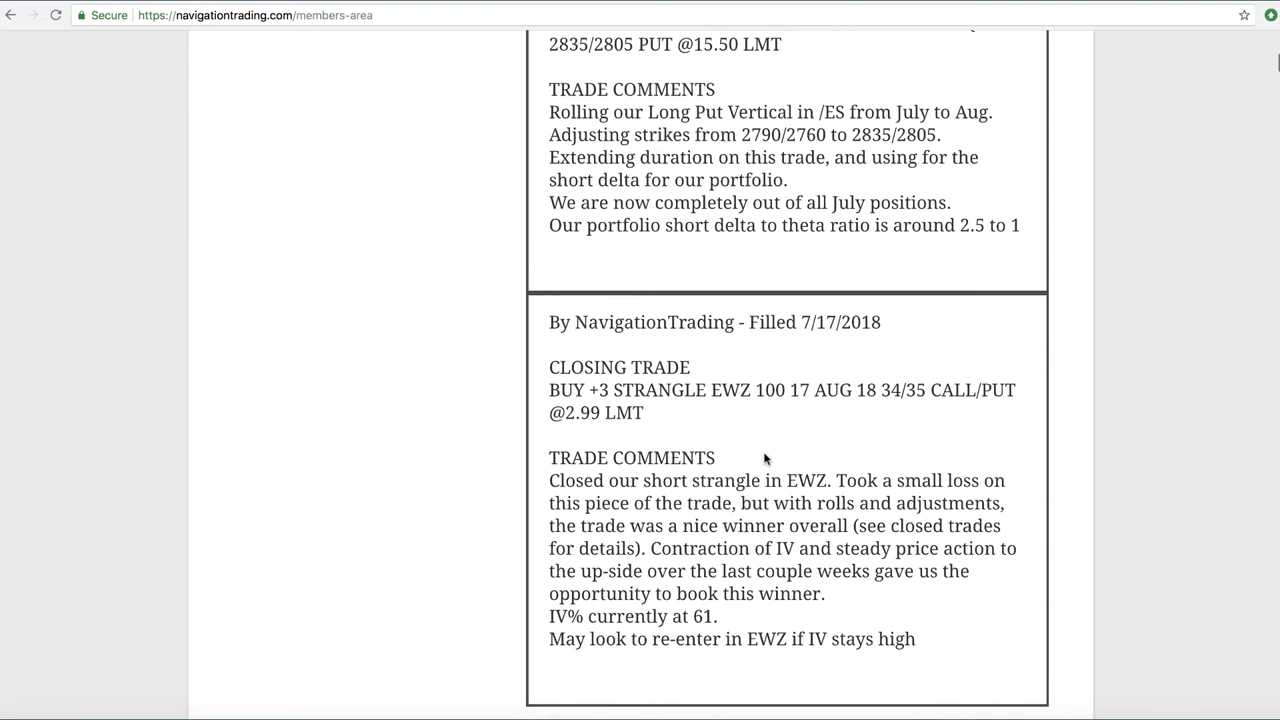 Secure
https://navigationtrading.com/members-area
2835/2805 PUT @15.50 LMT
TRADE COMMENTS
Rolling our Long Put Vertical in /ES from July to Aug.
Adjusting strikes from 2790/2760 to 2835/2805.
Extending duration on this trade, and using for the
short delta for our portfolio.
We are now completely out of all July positions.
Our portfolio short delta to theta ratio is around 2.5 to 1
By NavigationTrading - Filled 7/17/2018
CLOSING TRADE
BUY +3 STRANGLE EWZ 100 17 AUG 18 34/35 CALL/PUT
@2.99 LMT
TRADE COMMENTS
Closed our short strangle in EWZ. Took a small loss on
this piece of the trade, but with rolls and adjustments,
the trade was a nice winner overall (see closed trades
for details). Contraction of IV and steady price action to
the up-side over the last couple weeks gave us the
opportunity to book this winner.
IV% currently at 61.
May look to re-enter in EWZ if IV stays high